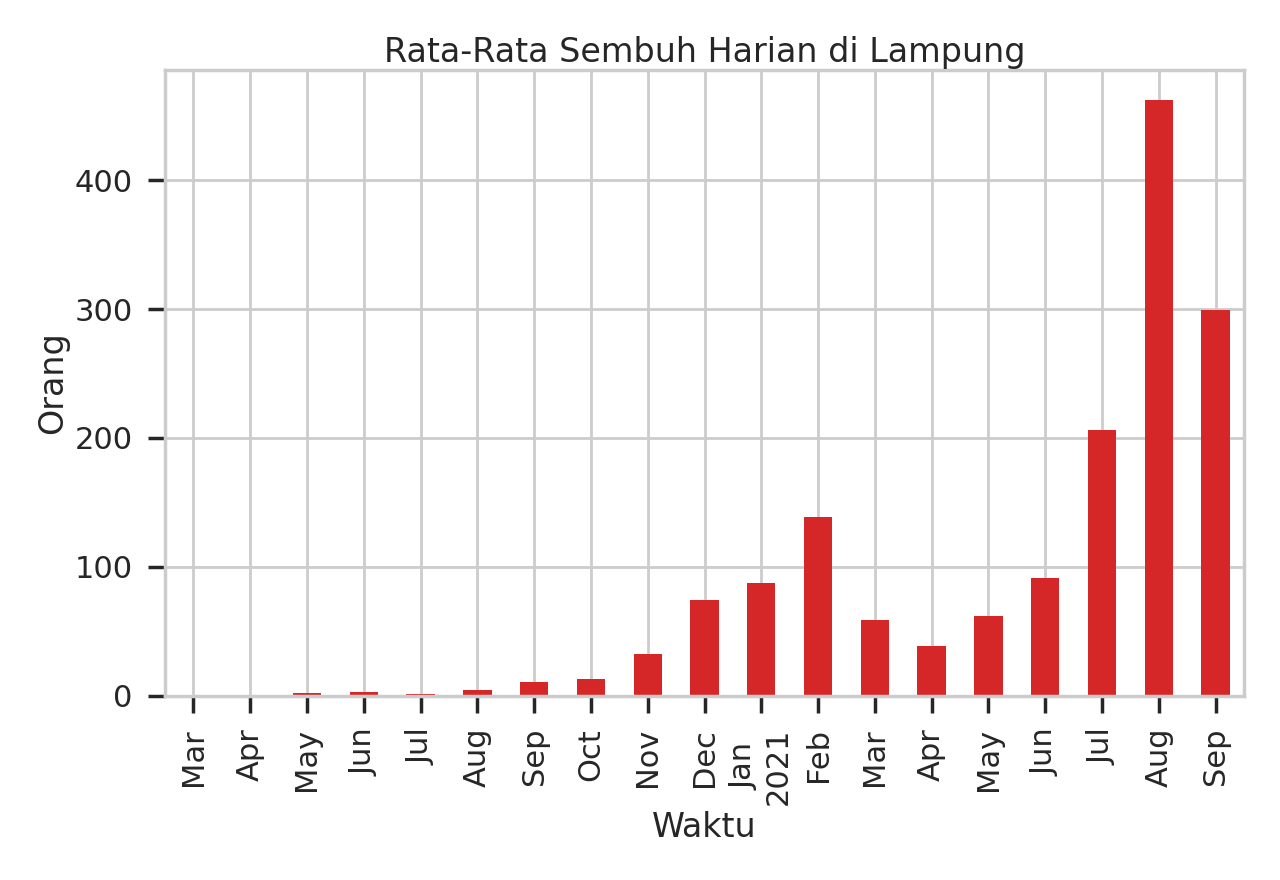 Rata-Rata Sembuh Harian di Lampung
Orang
400
300
200
100
0
Mar
Apr
May
Jun
Jul
Aug
Sep
Oct
Nov
Dec
Jan
2021
Feb
Mar
Apr
May
Jun
Jul
Aug
Sep
Waktu